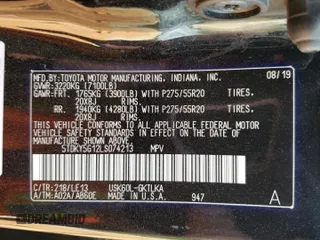 MFD.BY:TOYOTA MOTOR MANUFACTURING, INDIANA, INC.
GVWR:3220KG (7100LB) 08/19
GAWR:FRT. 1765KG (3900LB) WITH P275/55R20 TIRES,
20X8J RIMS,
RR. 1940KG (4280LB) WITH P275/55R20 TIRES,
20X8J RIMS.
THIS VEHICLE CONFORMS TO ALL APPLICABLE FEDERAL MOTOR
VEHICLE SAFETY STANDARDS IN EFFECT ON THE DATE OF
MANUFACTURE SHOWN ABOVE.
5TDKY5G12LS074213 MPV
C/TR:218/LE13 USK60L-GKTLKA
A/TM:A02A/AB60E
MADE IN U.S.A. 947 A